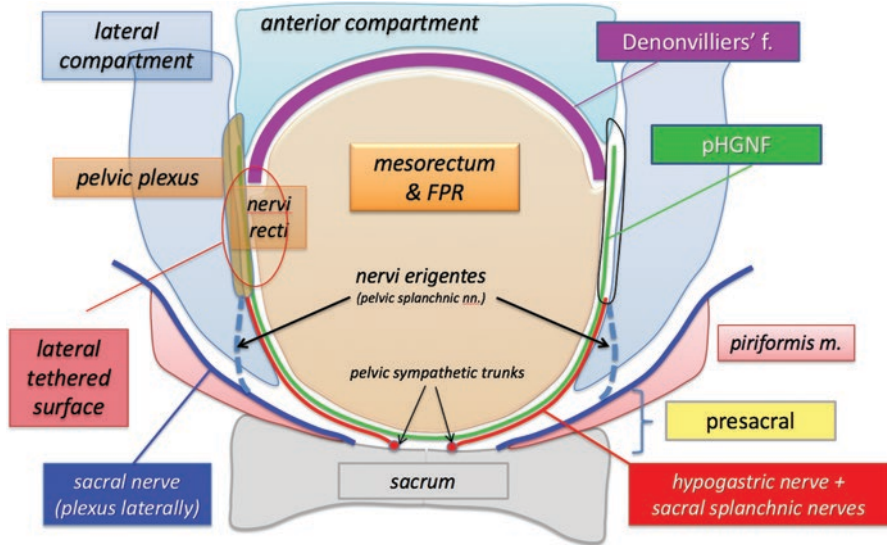 anterior compartment
lateral
compartment
Denonvilliers' f.
pHGNF
pelvic plexus
mesorectum
& FPR
nervi
recti
nervi erigentes
(pelvic splanchnic nn.)
lateral
tethered
surface
piriformis m.
pelvic sympathetic trunks
presacral
sacral nerve
(plexus laterally)
sacrum
hypogastric nerve +
sacral splanchnic nerves